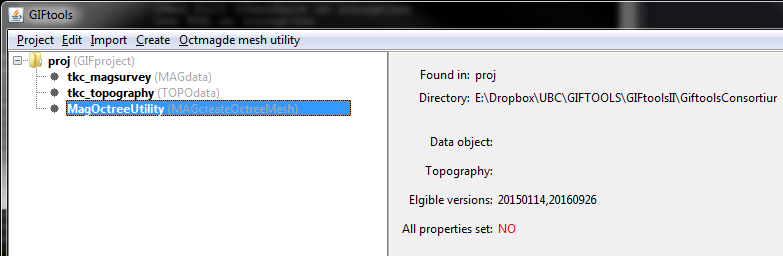 GIFtools
Project Edit Import Create Octmagde mesh utility
proj (GIFproject)
tkc_magsurvey (MAGdata)
tkc_topography (TOPOdata)
MagOctreeUtility (MAGcreateOctreeMesh)
Found in: proj
Directory: E:\Dropbox\UBC\GIFTOOLS\GIFtoolsII\GiftoolsConsortiur
Data object:
Topography:
Elgible versions: 20150114,20160926
All properties set: NO